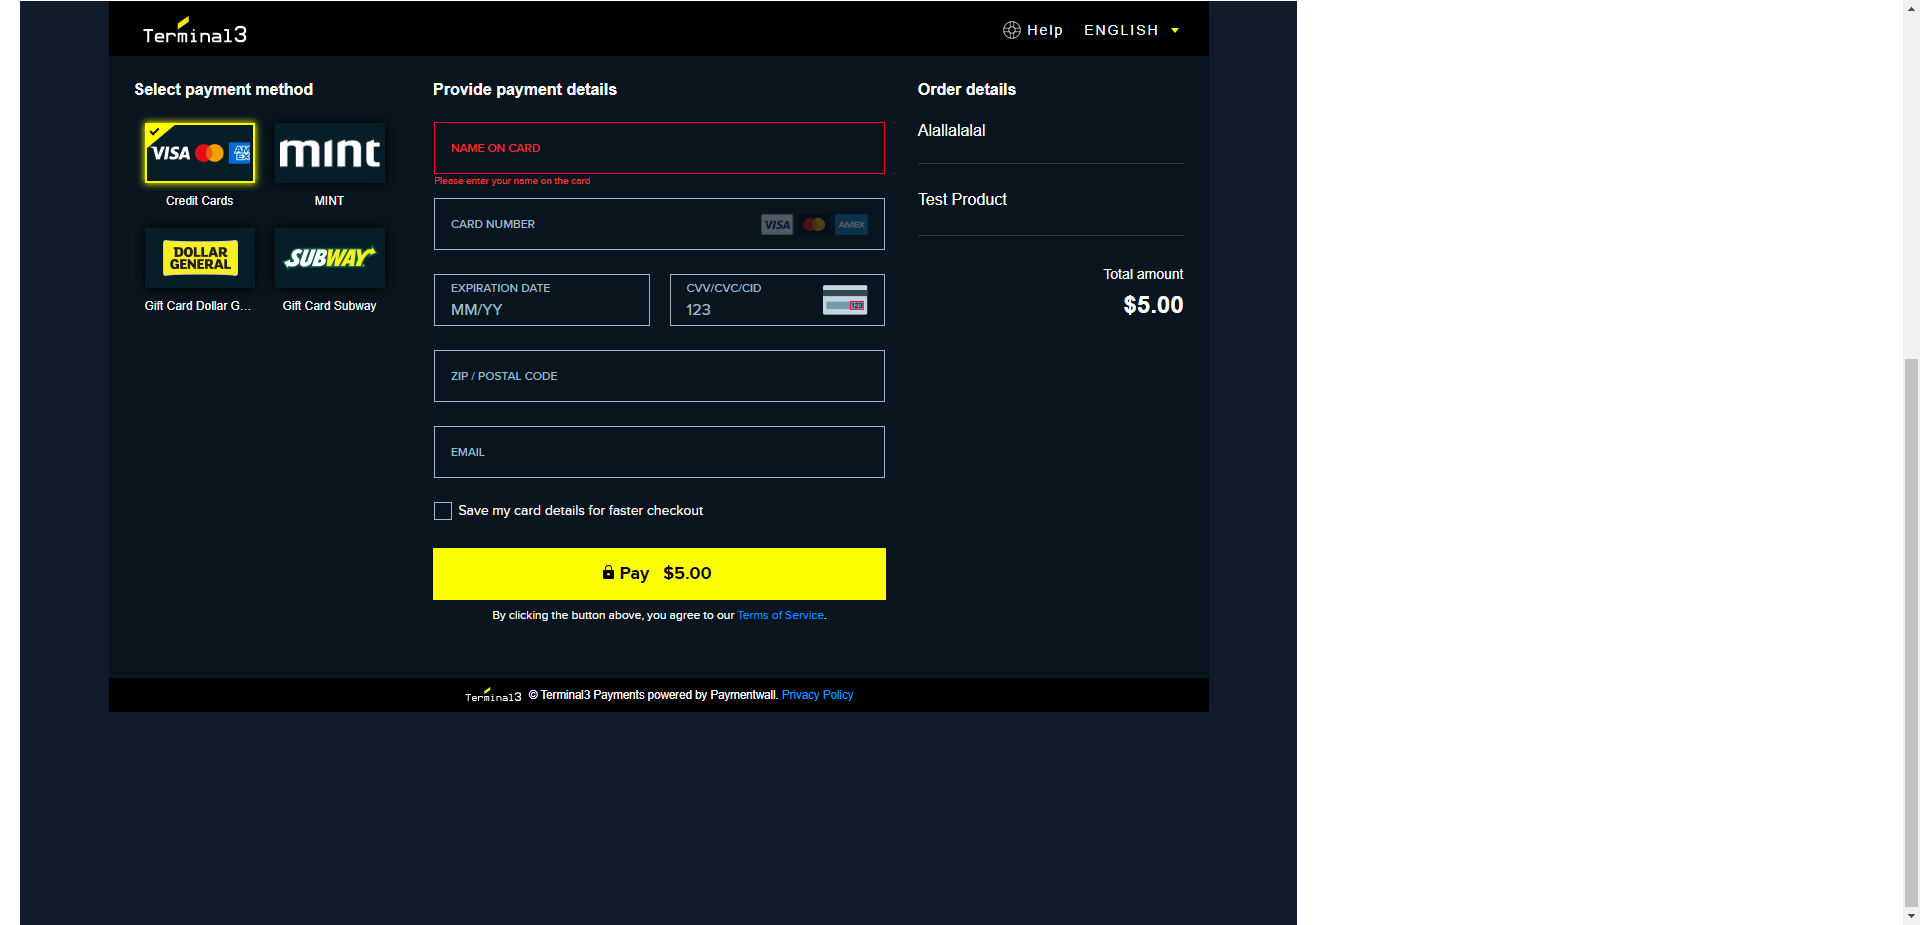 Terminal3
Help
ENGLISH
Select payment method
VISA
AM
EX
Credit Cards
mint
MINT
DOLLAR
GENERAL
Gift Card Dollar G...
SUBWAY
Gift Card Subway
Provide payment details
NAME ON CARD
Please enter your name on the card
CARD NUMBER
VISA
AMEX
EXPIRATION DATE
MM/YY
CVV/CVC/CID
123
123
ZIP / POSTAL CODE
EMAIL
Save my card details for faster checkout
Pay $5.00
By clicking the button above, you agree to our Terms of Service.
Order details
Alallalalal
Test Product
Total amount
$5.00
Terminal3 © Terminal3 Payments powered by Paymentwall. Privacy Policy